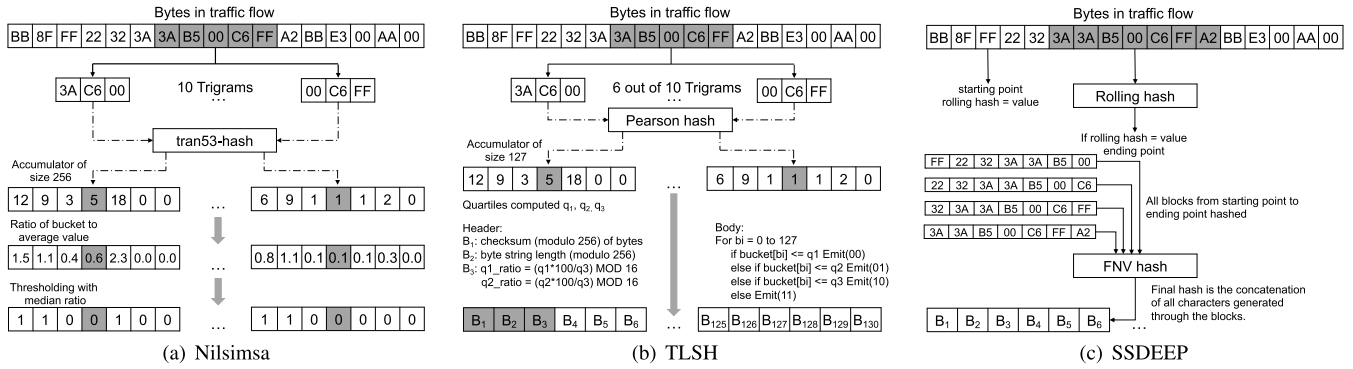 Bytes in traffic flow
BB 8F FF 22 32 3A 3A B5 00 C6 FF A2 BB E3 00 AA 00
3A C6 00
10 Trigrams
...
00 C6 FF
tran53-hash
Accumulator of
size 256
12 9 3 5 18 0 0
...
6 9 1 1 1 2 0
Ratio of bucket to
average value
1.5 1.1 0.4 0.6 2.3 0.0 0.0
...
0.8 1.1 0.1 0.1 0.1 0.3 0.0
Thresholding with
median ratio
1 1 0 0 1 0 0
...
1 1 0 0 0 0 0
(a) Nilsimsa
Bytes in traffic flow
BB 8F FF 22 32 3A 3A B5 00 C6 FF A2 BB E3 00 AA 00
3A C6 00
6 out of 10 Trigrams
...
00 C6 FF
Pearson hash
Accumulator of
size 127
12 9 3 5 18 0 0
...
6 9 1 1 1 2 0
Quartiles computed q1, q2, q3
Header:
B1: checksum (modulo 256) of bytes
B2: byte string length (modulo 256)
B3: q1_ratio = (q1*100/q3) MOD 16
q2_ratio = (q2*100/q3) MOD 16
Body:
For bi = 0 to 127
if bucket[bi] <= q1 Emit(00)
else if bucket[bi] <= q2 Emit(01)
else if bucket[bi] <= q3 Emit(10)
else Emit(11)
B1 B2 B3 B4 B5 B6
...
B125 B126 B127 B128 B129 B130
(b) TLSH
Bytes in traffic flow
BB 8F FF 22 32 3A 3A B5 00 C6 FF A2 BB E3 00 AA 00
starting point
rolling hash = value
Rolling hash
If rolling hash = value
ending point
FF 22 32 3A 3A B5 00
22 32 3A 3A B5 00 C6
32 3A 3A B5 00 C6 FF
3A 3A B5 00 C6 FF A2
All blocks from starting point to
ending point hashed
FNV hash
Final hash is the concatenation
of all characters generated
through the blocks.
B1 B2 B3 B4 B5 B6
...
(c) SSDEEP